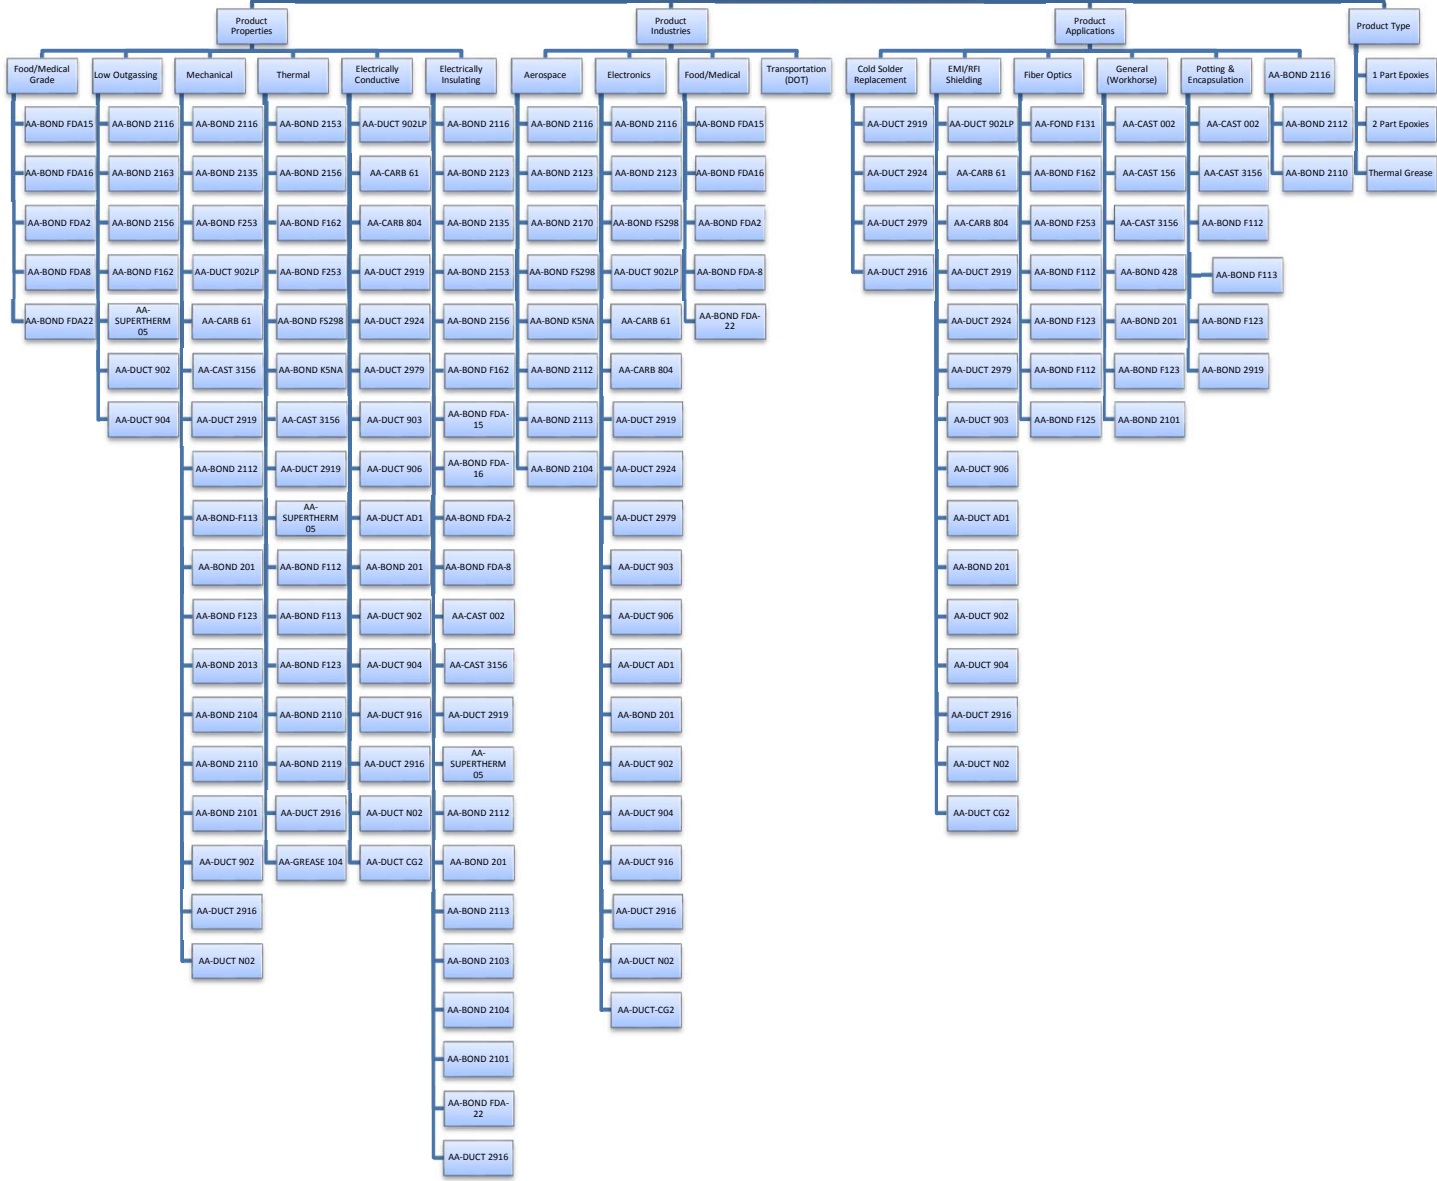 Product
Properties
Product
Industries
Product
Applications
Product Type
Food/Medical
Grade
Low Outgassing
Mechanical
Thermal
Electrically
Conductive
Electrically
Insulating
Aerospace
Electronics
Food/Medical
Transportation
(DOT)
Cold Solder
Replacement
EMI/RFI
Shielding
Fiber Optics
General
(Workhorse)
Potting &
Encapsulation
AA-BOND 2116
1 Part Epoxies
2 Part Epoxies
Thermal Grease
AA-BOND FDA15
AA-BOND FDA16
AA-BOND FDA2
AA-BOND FDA8
AA-BOND FDA22
AA-BOND 2116
AA-BOND 2163
AA-BOND 2156
AA-BOND F162
AA-
SUPERTHERM
05
AA-DUCT 902
AA-DUCT 904
AA-BOND 2116
AA-BOND 2135
AA-BOND F253
AA-DUCT 902LP
AA-CARB 61
AA-CAST 3156
AA-DUCT 2919
AA-BOND 2112
AA-BOND-F113
AA-BOND 201
AA-BOND F123
AA-BOND 2013
AA-BOND 2104
AA-BOND 2110
AA-BOND 2101
AA-DUCT 902
AA-DUCT 2916
AA-DUCT N02
AA-BOND 2153
AA-BOND 2156
AA-BOND F162
AA-BOND F253
AA-BOND FS298
AA-BOND K5NA
AA-CAST 3156
AA-DUCT 2919
AA-
SUPERTHERM
05
AA-BOND F112
AA-BOND F113
AA-BOND F123
AA-BOND 2110
AA-BOND 2119
AA-DUCT 2916
AA-GREASE 104
AA-DUCT 902LP
AA-CARB 61
AA-CARB 804
AA-DUCT 2919
AA-DUCT 2924
AA-DUCT 2979
AA-DUCT 903
AA-DUCT 906
AA-DUCT AD1
AA-BOND 201
AA-DUCT 902
AA-DUCT 904
AA-DUCT 916
AA-DUCT 2916
AA-DUCT N02
AA-DUCT CG2
AA-BOND 2116
AA-BOND 2123
AA-BOND 2135
AA-BOND 2153
AA-BOND 2156
AA-BOND F162
AA-BOND FDA-
15
AA-BOND FDA-
16
AA-BOND FDA-2
AA-BOND FDA-8
AA-CAST 002
AA-CAST 3156
AA-DUCT 2919
AA-
SUPERTHERM
05
AA-BOND 2112
AA-BOND 201
AA-BOND 2113
AA-BOND 2103
AA-BOND 2104
AA-BOND 2101
AA-BOND FDA-
22
AA-DUCT 2916
AA-BOND 2116
AA-BOND 2123
AA-BOND 2170
AA-BOND FS298
AA-BOND K5NA
AA-BOND 2112
AA-BOND 2113
AA-BOND 2104
AA-BOND 2116
AA-BOND 2123
AA-BOND FS298
AA-DUCT 902LP
AA-CARB 61
AA-CARB 804
AA-DUCT 2919
AA-DUCT 2924
AA-DUCT 2979
AA-DUCT 903
AA-DUCT 906
AA-DUCT AD1
AA-BOND 201
AA-DUCT 902
AA-DUCT 904
AA-DUCT 916
AA-DUCT 2916
AA-DUCT N02
AA-DUCT-CG2
AA-BOND FDA15
AA-BOND FDA16
AA-BOND FDA2
AA-BOND FDA-8
AA-BOND FDA-
22
AA-DUCT 2919
AA-DUCT 2924
AA-DUCT 2979
AA-DUCT 2916
AA-DUCT 902LP
AA-CARB 61
AA-CARB 804
AA-DUCT 2919
AA-DUCT 2924
AA-DUCT 2979
AA-DUCT 903
AA-DUCT 906
AA-DUCT AD1
AA-BOND 201
AA-DUCT 902
AA-DUCT 904
AA-DUCT 2916
AA-DUCT N02
AA-DUCT CG2
AA-FOND F131
AA-BOND F162
AA-BOND F253
AA-BOND F112
AA-BOND F123
AA-BOND F112
AA-BOND F125
AA-CAST 002
AA-CAST 156
AA-CAST 3156
AA-BOND 428
AA-BOND 201
AA-BOND F123
AA-BOND 2101
AA-CAST 002
AA-CAST 3156
AA-BOND F112
AA-BOND F113
AA-BOND F123
AA-BOND 2919
AA-BOND 2112
AA-BOND 2110